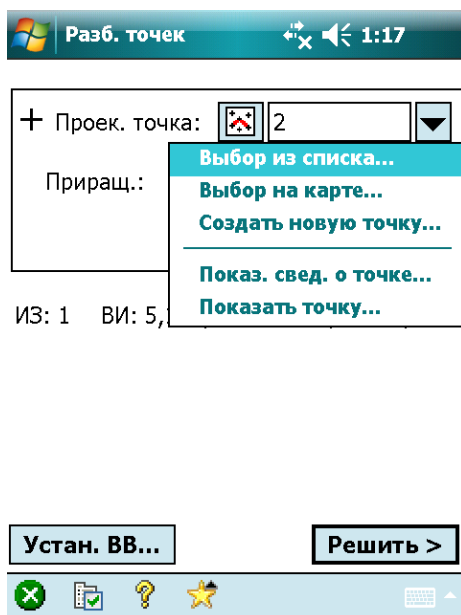 Разб. точек 1:17
Проек. точка: 2
Выбор из списка...
Приращ.:
Выбор на карте...
Создать новую точку...
Показ. свед. о точке...
Показать точку...
ИЗ: 1 ВИ: 5,
Устан. ВВ... Решить >